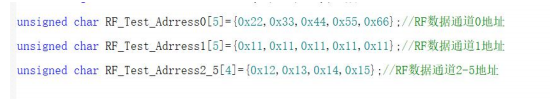 unsigned char RF_Test_Adrress0[5]={0x22,0x33,0x44,0x55,0x66};//RF数据通道0地址
unsigned char RF_Test_Adrress1[5]={0x11,0x11,0x11,0x11,0x11};//RF数据通道1地址
unsigned char RF_Test_Adrress2_5[4]={0x12,0x13,0x14,0x15};//RF数据通道2-5地址